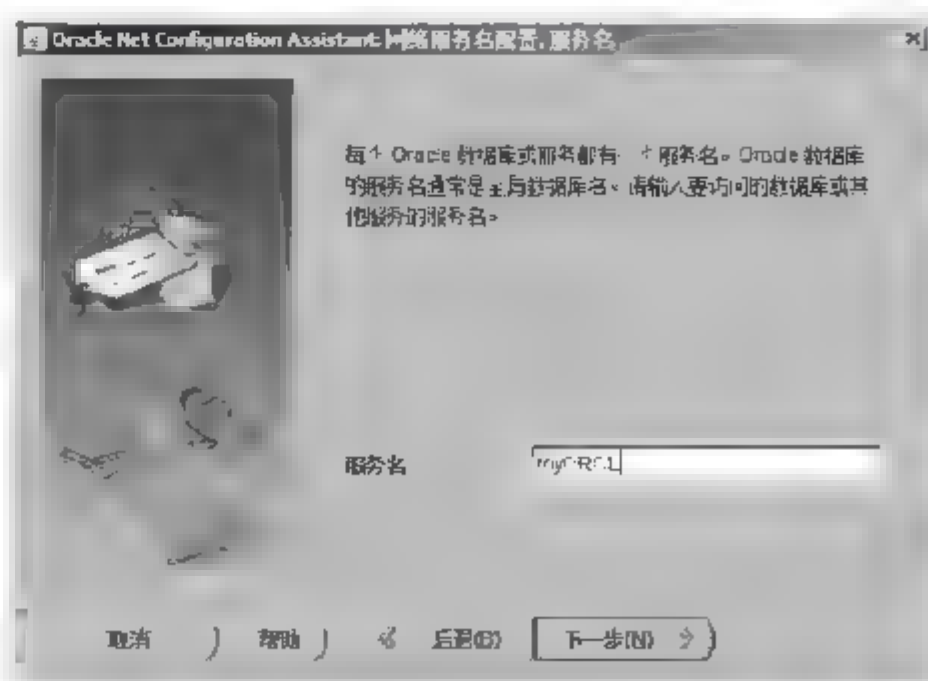 Oracle Net Configuration Assistant: 网络服务名配置, 服务名
每个 Oracle 数据库或服务都有一个服务名。Oracle 数据库
的服务名通常是全局数据库名。请输入要访问的数据库或其
他服务的服务名。
服务名
取消 帮助 后退(B) 下一步(N)